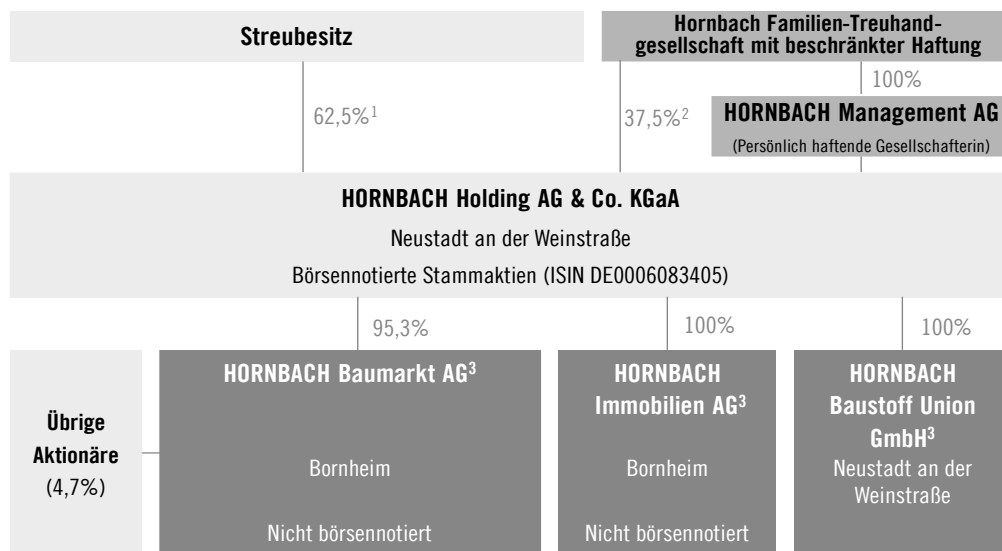 Streubesitz
Hornbach Familien-Treuhand-
gesellschaft mit beschränkter Haftung
62,5%¹
37,5%²
100%
HORNBACH Management AG
(Persönlich haftende Gesellschafterin)
HORNBACH Holding AG & Co. KGaA
Neustadt an der Weinstraße
Börsennotierte Stammaktien (ISIN DE0006083405)
95,3%
100%
100%
Übrige
Aktionäre
(4,7%)
HORNBACH Baumarkt AG³
Bornheim
Nicht börsennotiert
HORNBACH
Immobilien AG³
Bornheim
Nicht börsennotiert
HORNBACH
Baustoff Union
GmbH³
Neustadt an der
Weinstraße